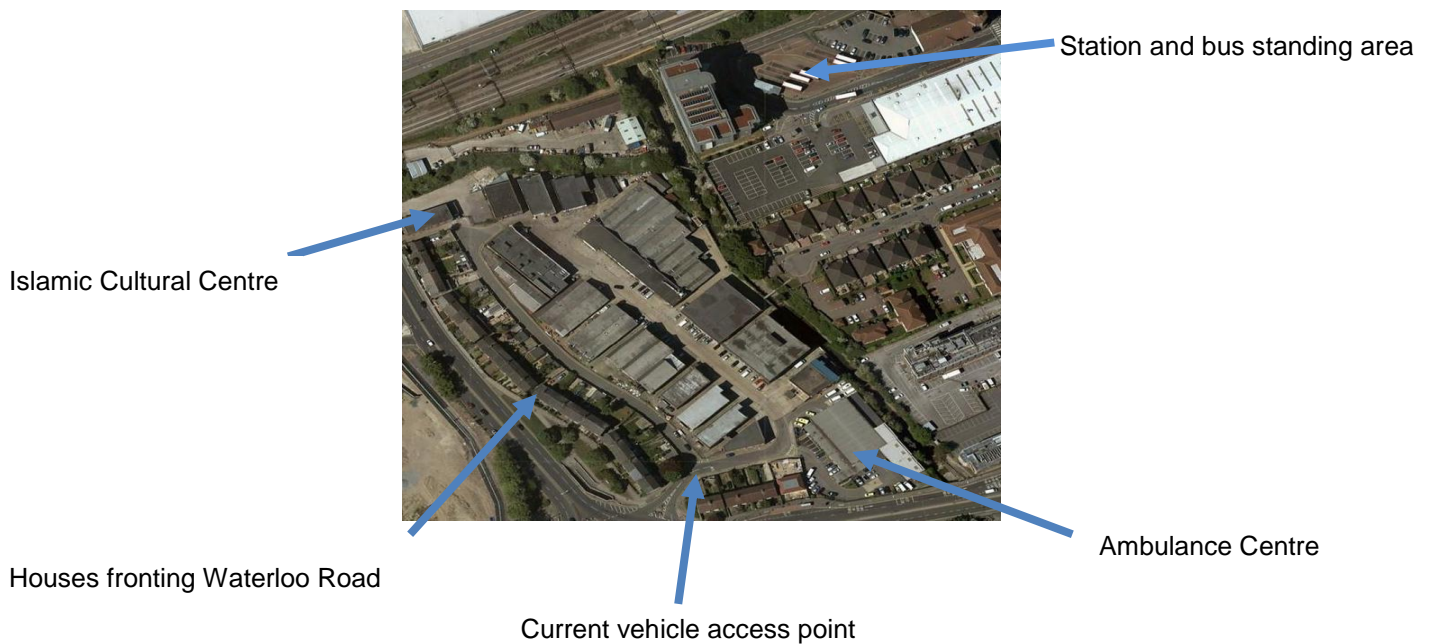 Station and bus standing area
Islamic Cultural Centre
Ambulance Centre
Houses fronting Waterloo Road
Current vehicle access point